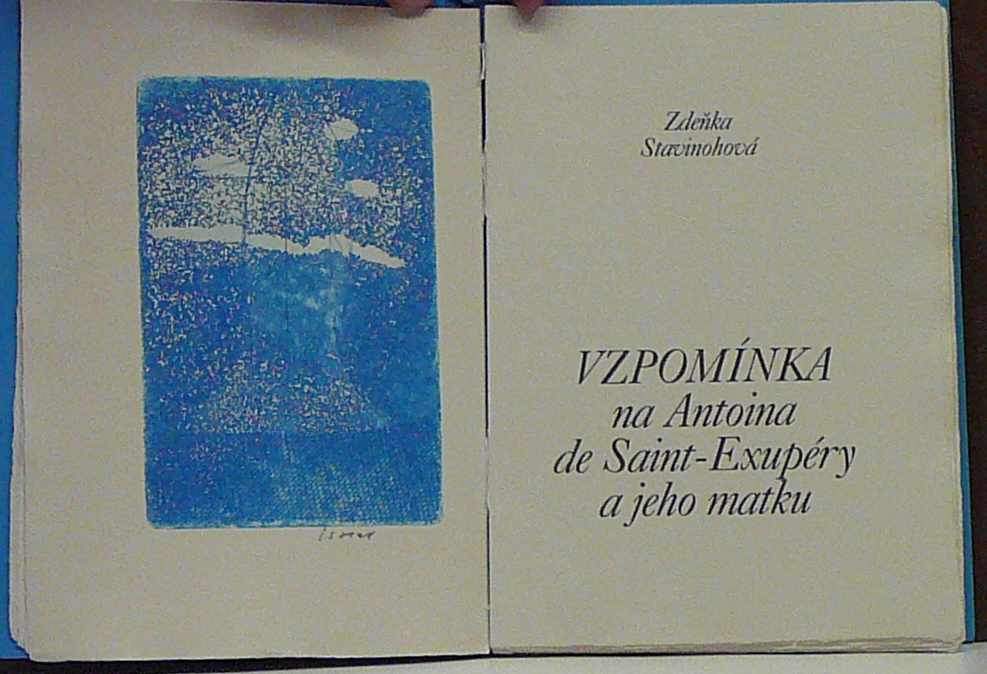 Zdeňka
Stavinohová
VZPOMÍNKA
na Antoina
de Saint-Exupéry
a jeho matku